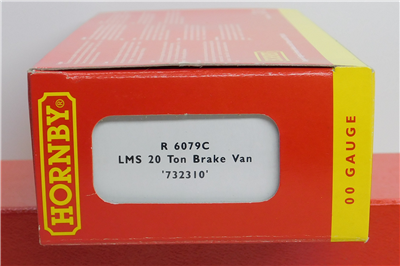 HORNBY®
R 6079C
LMS 20 Ton Brake Van
'732310'
00 GAUGE